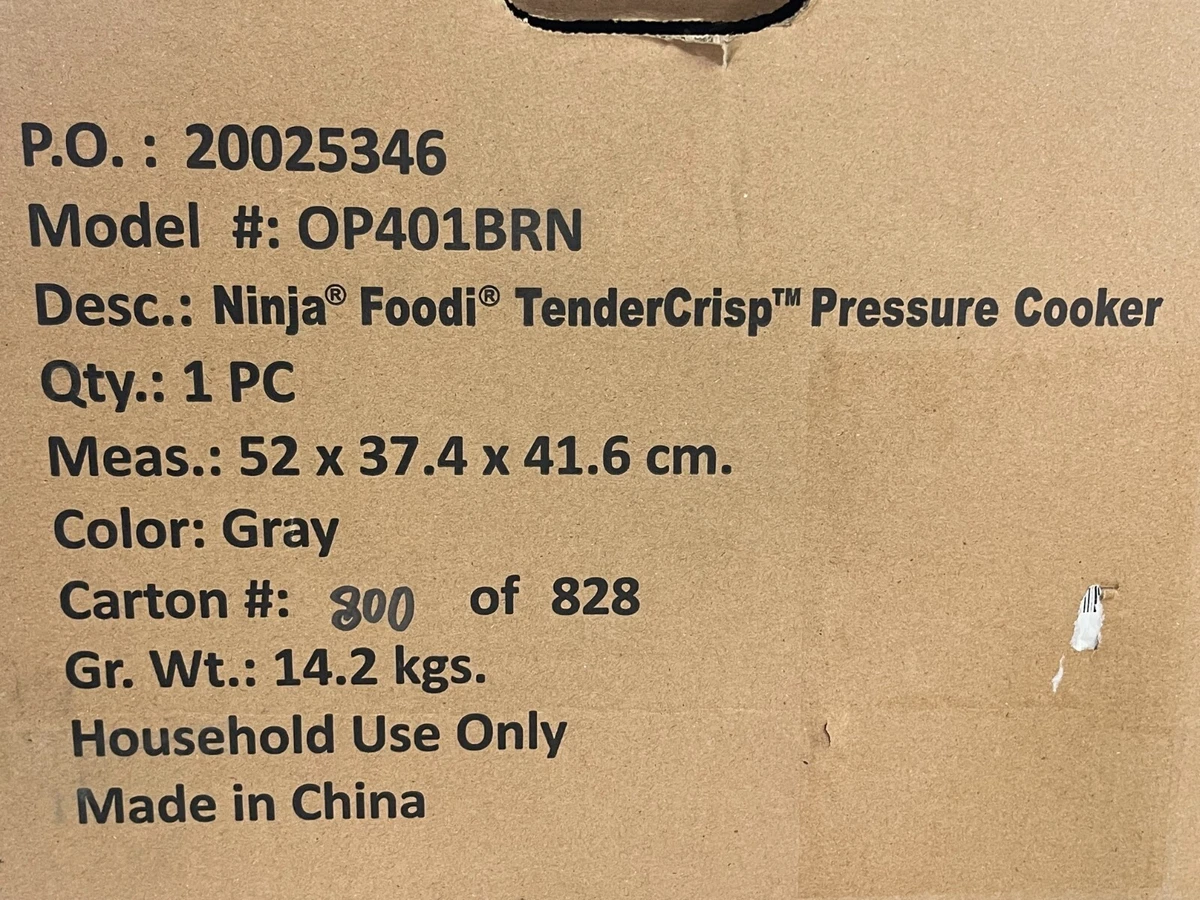 P.O. : 20025346
Model #: OP401BRN
Desc.: Ninja® Foodi® TenderCrisp™ Pressure Cooker
Qty.: 1 PC
Meas.: 52 x 37.4 x 41.6 cm.
Color: Gray
Carton #: 800 of 828
Gr. Wt.: 14.2 kgs.
Household Use Only
Made in China